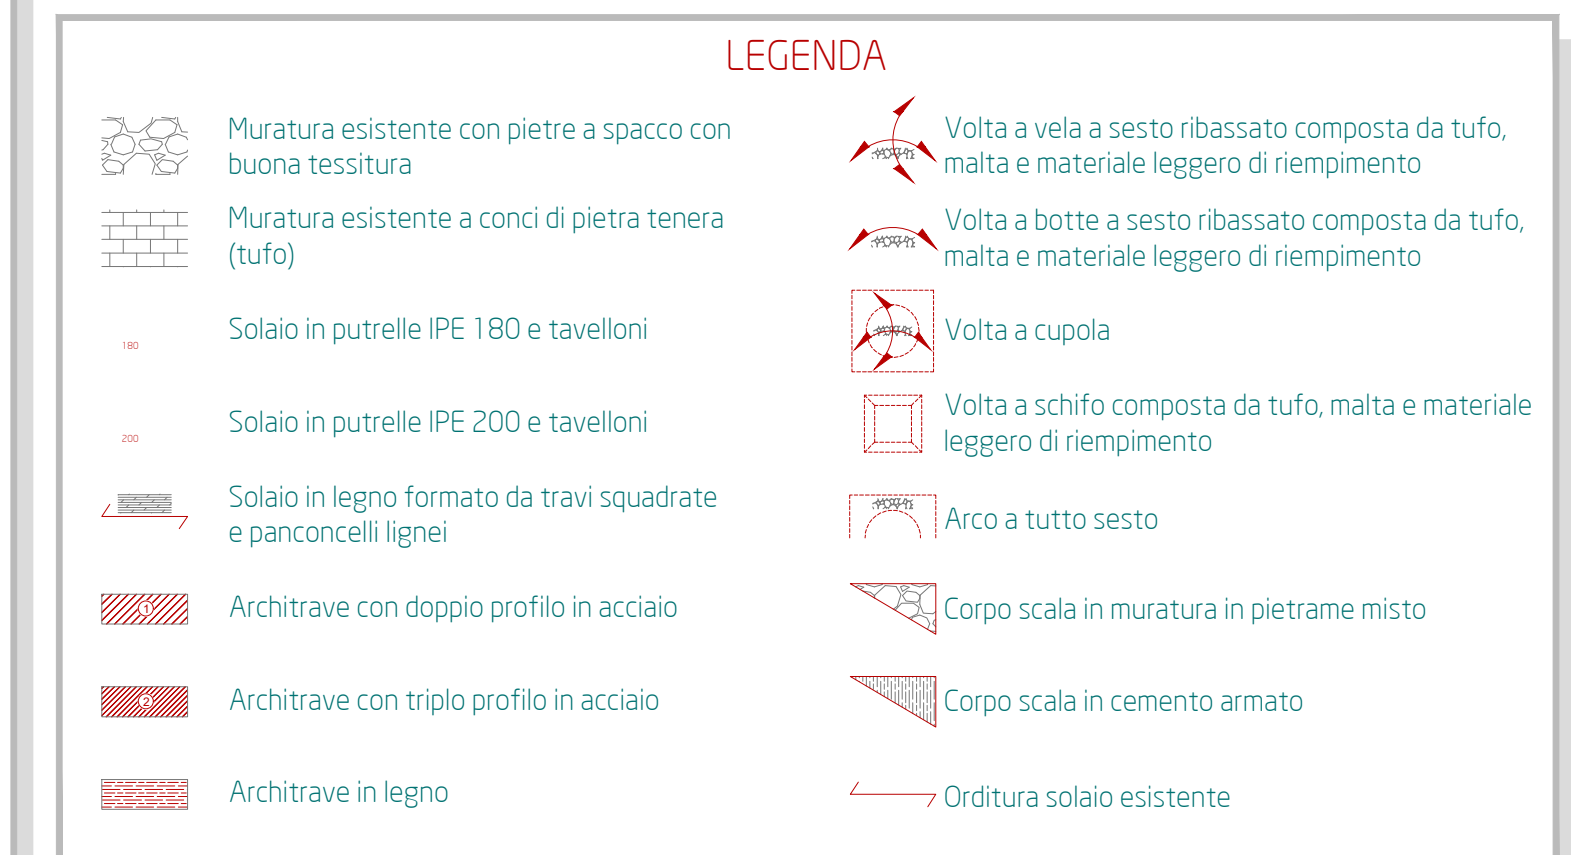 LEGENDA
Muratura esistente con pietre a spacco con
buona tessitura
Muratura esistente a conci di pietra tenera
(tufo)
180
Solaio in putrelle IPE 180 e tavelloni
200
Solaio in putrelle IPE 200 e tavelloni
Solaio in legno formato da travi squadrate
e panconcelli lignei
1
Architrave con doppio profilo in acciaio
2
Architrave con triplo profilo in acciaio
Architrave in legno
Volta a vela a sesto ribassato composta da tufo,
malta e materiale leggero di riempimento
Volta a botte a sesto ribassato composta da tufo,
malta e materiale leggero di riempimento
Volta a cupola
Volta a schifo composta da tufo, malta e materiale
leggero di riempimento
Arco a tutto sesto
Corpo scala in muratura in pietrame misto
Corpo scala in cemento armato
Orditura solaio esistente